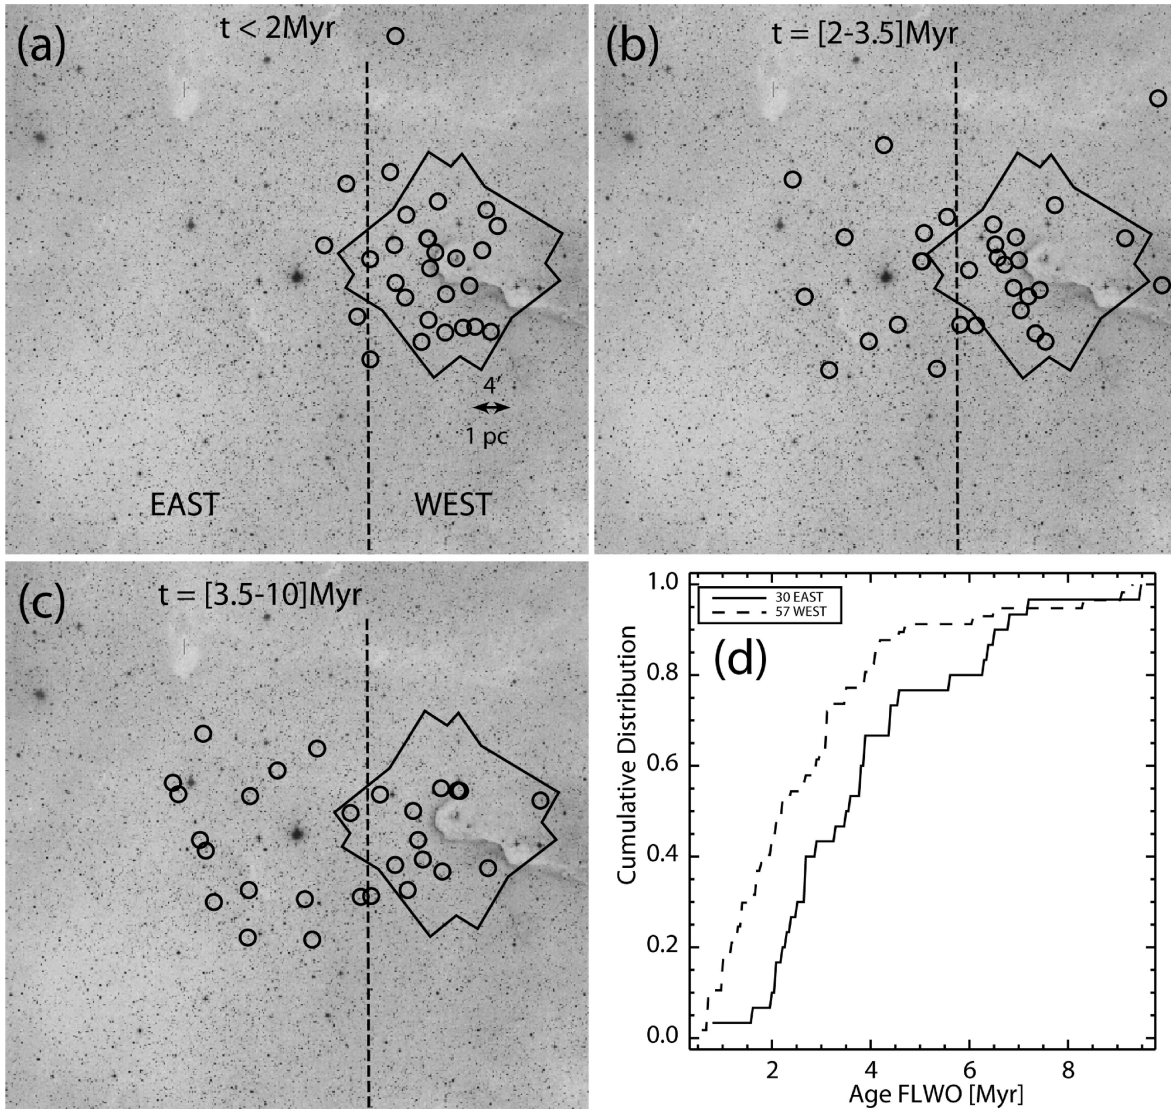 (a)
t < 2Myr
4'
1 pc
EAST
WEST
(b)
t = [2-3.5]Myr
(c)
t = [3.5-10]Myr
(d)
30 EAST
57 WEST
Cumulative Distribution
1.0
0.8
0.6
0.4
0.2
0.0
2
4
6
8
Age FLWO [Myr]